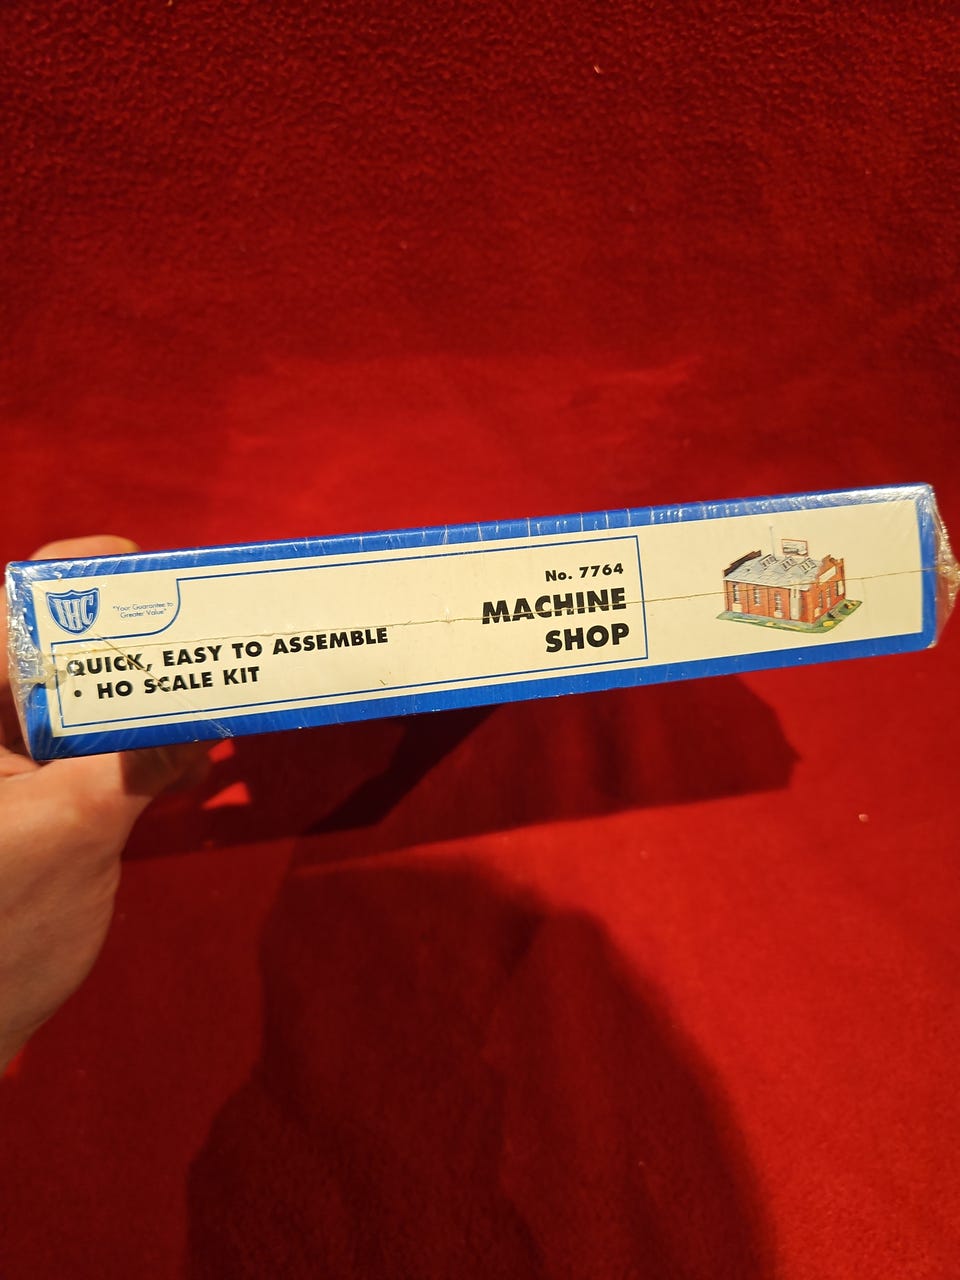 IHC
"Your Guarantee to
Greater Value"
QUICK, EASY TO ASSEMBLE
• HO SCALE KIT
No. 7764
MACHINE
SHOP